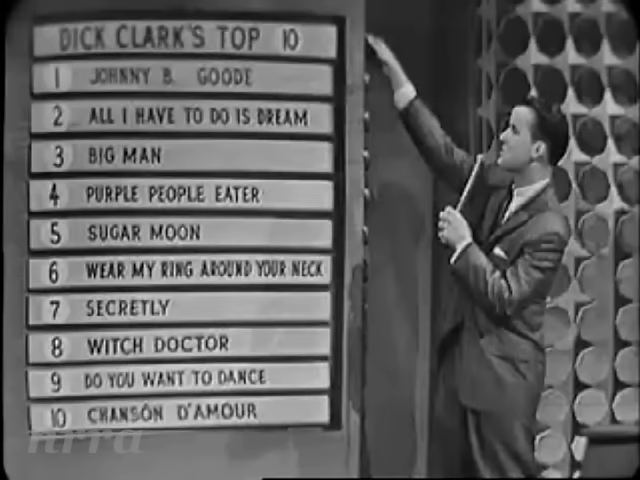 DICK CLARK'S TOP 10
1 JOHNNY B. GOODE
2 ALL I HAVE TO DO IS DREAM
3 BIG MAN
4 PURPLE PEOPLE EATER
5 SUGAR MOON
6 WEAR MY RING AROUND YOUR NECK
7 SECRETLY
8 WITCH DOCTOR
9 DO YOU WANT TO DANCE
10 CHANSON D'AMOUR